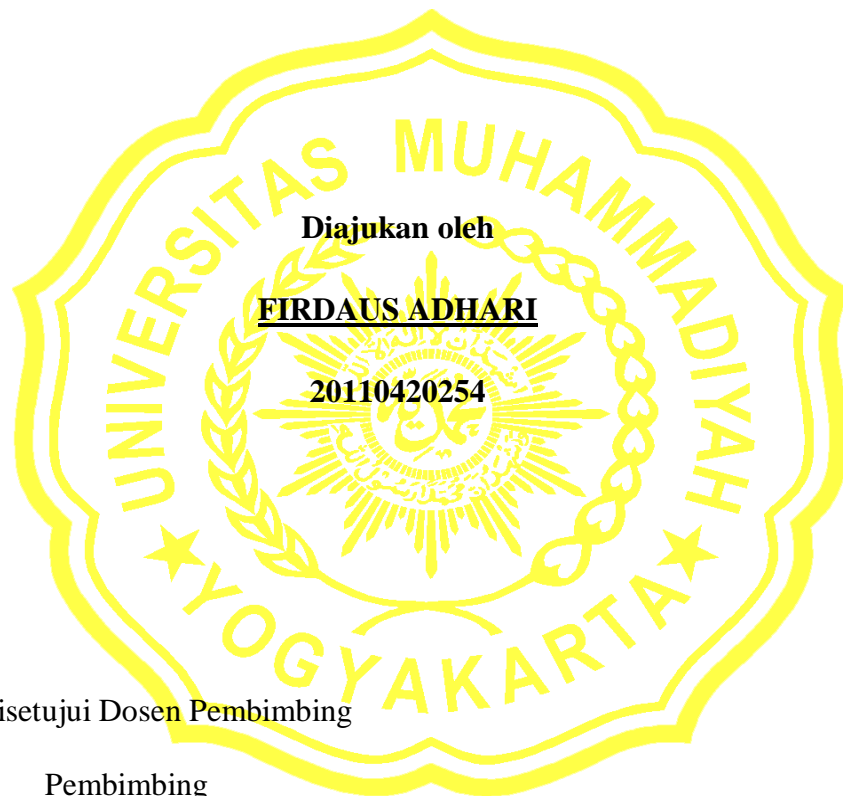 UNIVERSITAS MUHAMMADIYAH
Diajukan oleh
FIRDAUS ADHARI
20110420254
YOGYAKARTA
isetujui Dosen Pembimbing
Pembimbing